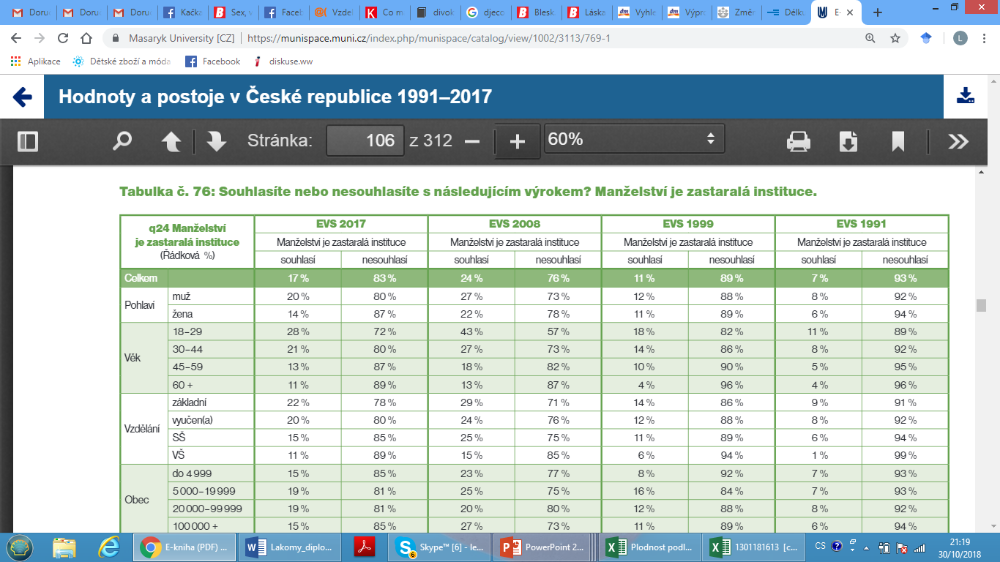 Doru Doru Doru Kačka Sex, v Faceb Vzděl Co m divok djeco Blesk Láska Vyhle Výpro Změr Délku E-
Masaryk University [CZ] | https://munispace.muni.cz/index.php/munispace/catalog/view/1002/3113/769-1 L
Aplikace Dětské zboží a móda Facebook diskuse.ww
Hodnoty a postoje v České republice 1991–2017
Stránka: 106 z 312 60%
Tabulka č. 76: Souhlasíte nebo nesouhlasíte s následujícím výrokem? Manželství je zastaralá instituce.
q24 Manželství je zastaralá instituce (Řádková %) EVS 2017 EVS 2008 EVS 1999 EVS 1991
Manželství je zastaralá instituce Manželství je zastaralá instituce Manželství je zastaralá instituce Manželství je zastaralá instituce
souhlasí nesouhlasí souhlasí nesouhlasí souhlasí nesouhlasí souhlasí nesouhlasí
Celkem 17 % 83 % 24 % 76 % 11 % 89 % 7 % 93 %
Pohlaví muž 20 % 80 % 27 % 73 % 12 % 88 % 8 % 92 %
žena 14 % 87 % 22 % 78 % 11 % 89 % 6 % 94 %
Věk 18–29 28 % 72 % 43 % 57 % 18 % 82 % 11 % 89 %
30–44 21 % 80 % 27 % 73 % 14 % 86 % 8 % 92 %
45–59 13 % 87 % 18 % 82 % 10 % 90 % 5 % 95 %
60 + 11 % 89 % 13 % 87 % 4 % 96 % 4 % 96 %
Vzdělání základní 22 % 78 % 29 % 71 % 14 % 86 % 9 % 91 %
vyučen(a) 20 % 80 % 24 % 76 % 12 % 88 % 8 % 92 %
SŠ 15 % 85 % 25 % 75 % 11 % 89 % 6 % 94 %
VŠ 11 % 89 % 15 % 85 % 6 % 94 % 1 % 99 %
Obec do 4 999 15 % 85 % 23 % 77 % 8 % 92 % 7 % 93 %
5 000–19 999 19 % 81 % 25 % 75 % 16 % 84 % 7 % 93 %
20 000–99 999 19 % 81 % 20 % 80 % 12 % 88 % 8 % 92 %
100 000 + 15 % 85 % 27 % 73 % 11 % 89 % 6 % 94 %
E-kniha (PDF) ... Lakomy_diplo... Skype™ [6] - le... PowerPoint 2... Plodnost podl... 1301181613 [c... CS 21:19
30/10/2018